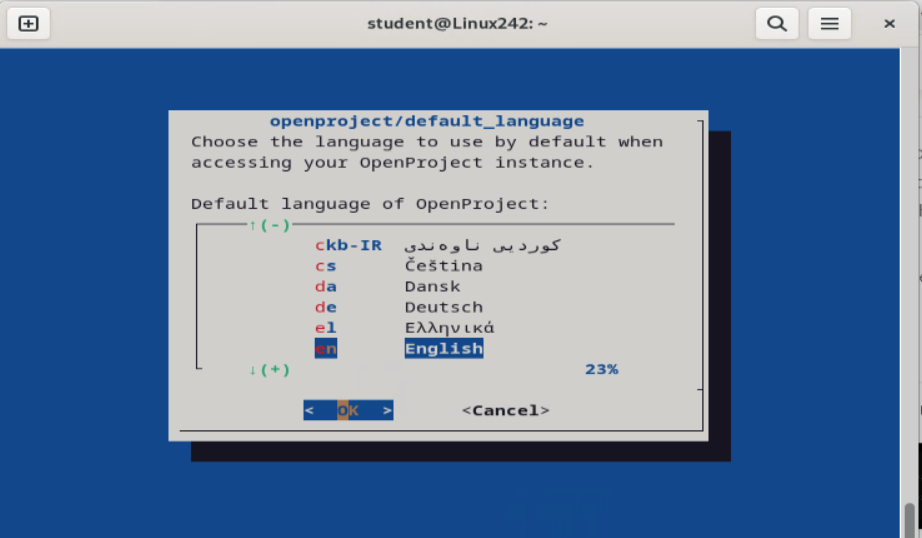 student@Linux242: ~
openproject/default_language
Choose the language to use by default when
accessing your OpenProject instance.
Default language of OpenProject:
↑(-)
ckb-IR کوردیی ناوەندی
cs Čeština
da Dansk
de Deutsch
el Ελληνικά
en English
↓(+) 23%
< OK > <Cancel>